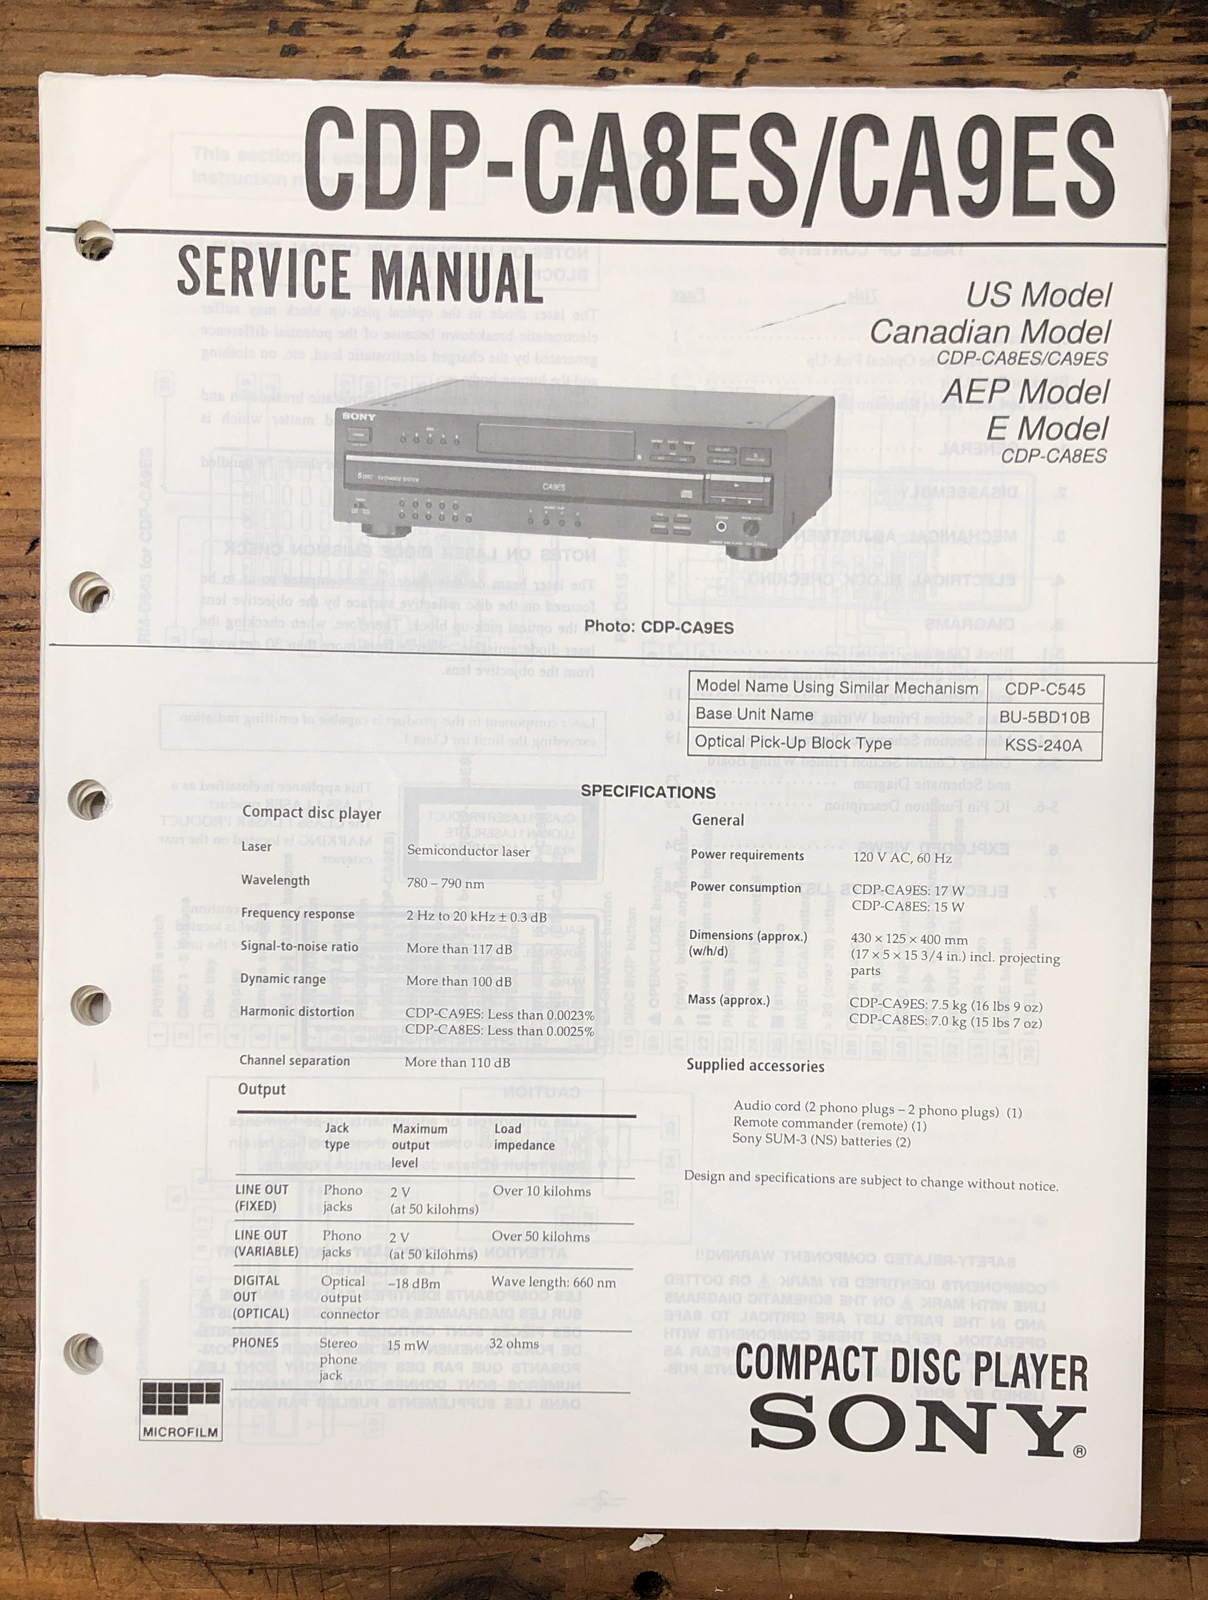 CDP-CA8ES/CA9ES
SERVICE MANUAL
US Model
Canadian Model
CDP-CA8ES/CA9ES
AEP Model
E Model
CDP-CA8ES
SONY
CA9ES
Photo: CDP-CA9ES
Model Name Using Similar Mechanism CDP-C545
Base Unit Name BU-5BD10B
Optical Pick-Up Block Type KSS-240A
SPECIFICATIONS
Compact disc player
Laser Semiconductor laser
Wavelength 780 – 790 nm
Frequency response 2 Hz to 20 kHz ± 0.3 dB
Signal-to-noise ratio More than 117 dB
Dynamic range More than 100 dB
Harmonic distortion CDP-CA9ES: Less than 0.0023%
CDP-CA8ES: Less than 0.0025%
Channel separation More than 110 dB
Output
Jack type Maximum output level Load impedance
LINE OUT (FIXED) Phono jacks 2 V (at 50 kilohms) Over 10 kilohms
LINE OUT (VARIABLE) Phono jacks 2 V (at 50 kilohms) Over 50 kilohms
DIGITAL OUT (OPTICAL) Optical output connector –18 dBm Wave length: 660 nm
PHONES Stereo phone jack 15 mW 32 ohms
General
Power requirements 120 V AC, 60 Hz
Power consumption CDP-CA9ES: 17 W
CDP-CA8ES: 15 W
Dimensions (approx.) (w/h/d) 430 × 125 × 400 mm
(17 × 5 × 15 3/4 in.) incl. projecting
parts
Mass (approx.) CDP-CA9ES: 7.5 kg (16 lbs 9 oz)
CDP-CA8ES: 7.0 kg (15 lbs 7 oz)
Supplied accessories
Audio cord (2 phono plugs – 2 phono plugs) (1)
Remote commander (remote) (1)
Sony SUM-3 (NS) batteries (2)
Design and specifications are subject to change without notice.
MICROFILM
COMPACT DISC PLAYER
SONY®